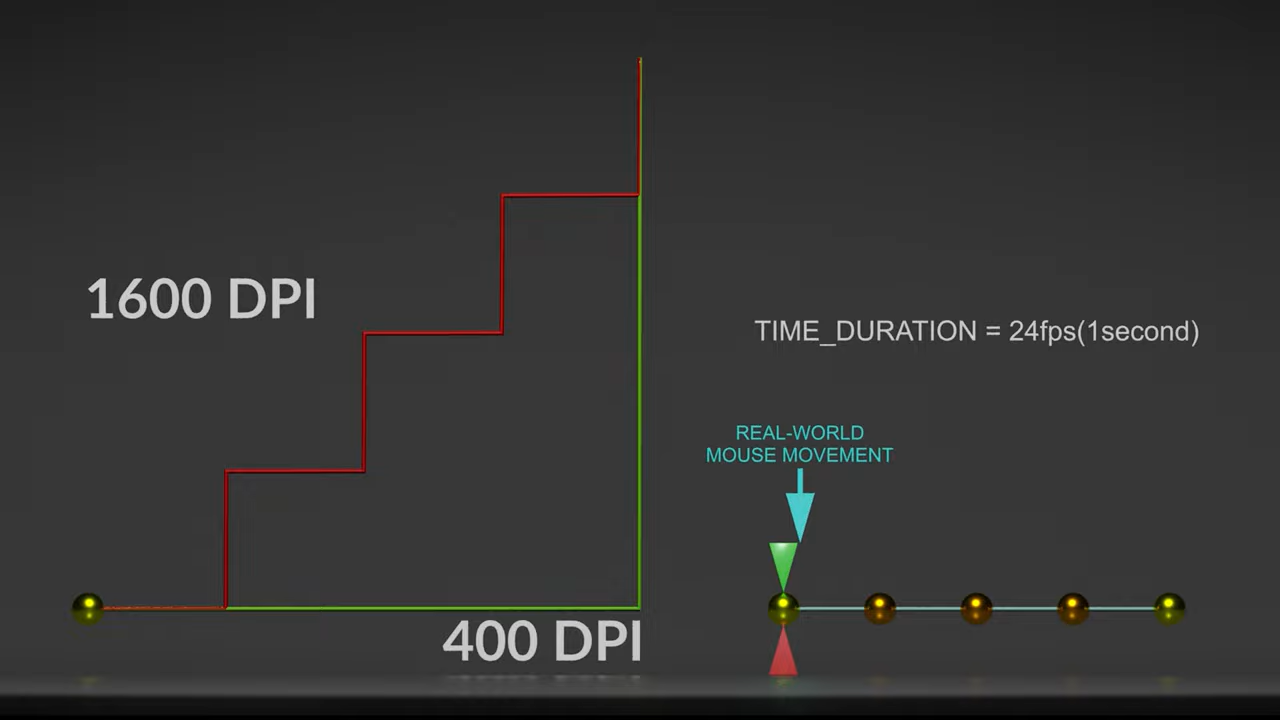 1600 DPI
TIME_DURATION = 24fps(1second)
REAL-WORLD
MOUSE MOVEMENT
400 DPI